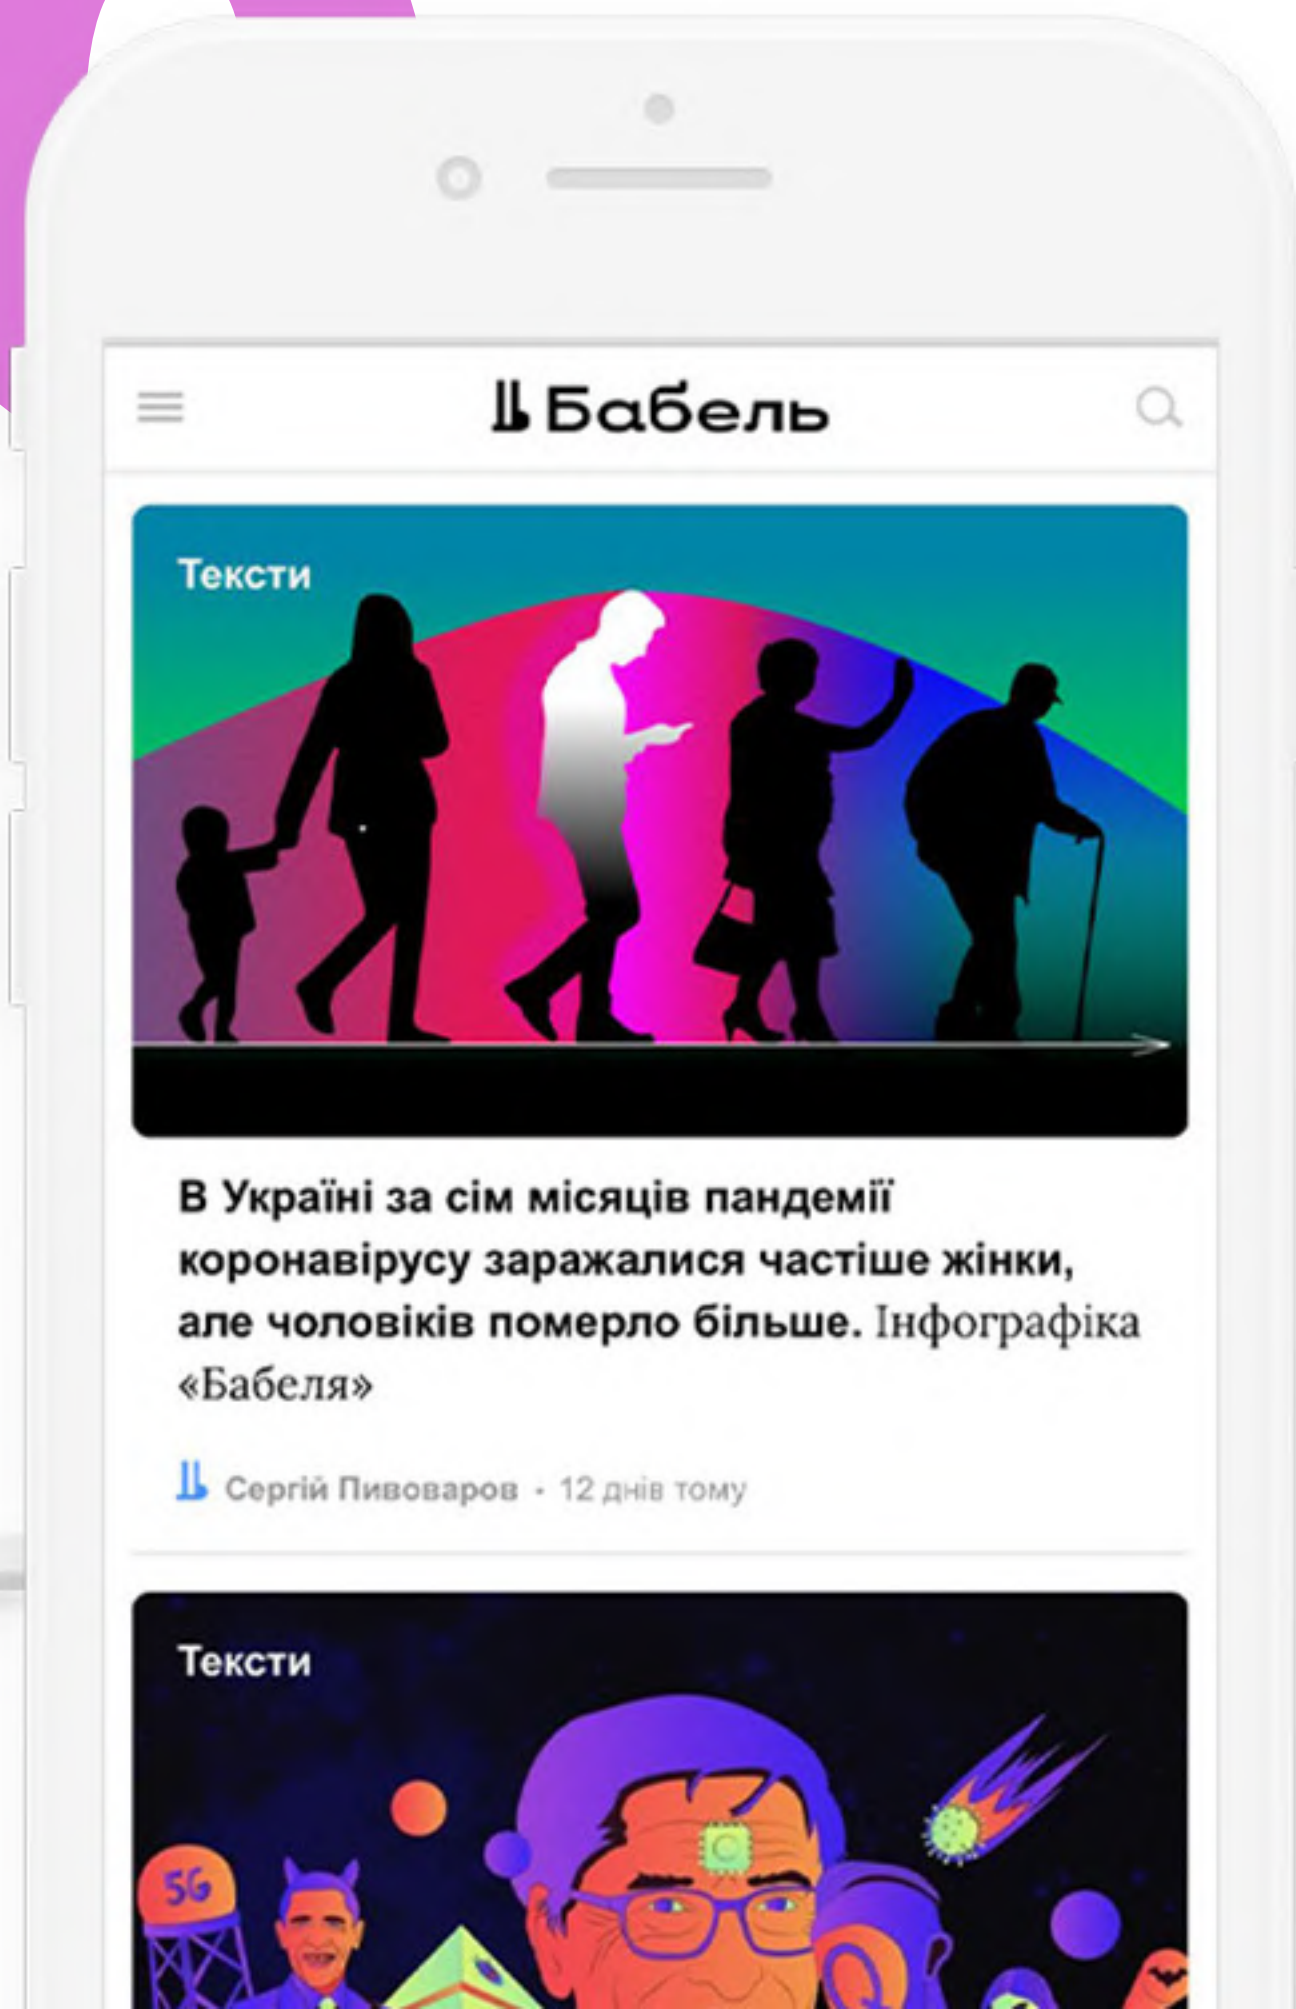 Бабель
Тексти
В Україні за сім місяців пандемії
коронавірусу заражалися частіше жінки,
але чоловіків померло більше. Інфографіка
«Бабеля»
Сергій Пивоваров · 12 днів тому
Тексти
5G
C
Q